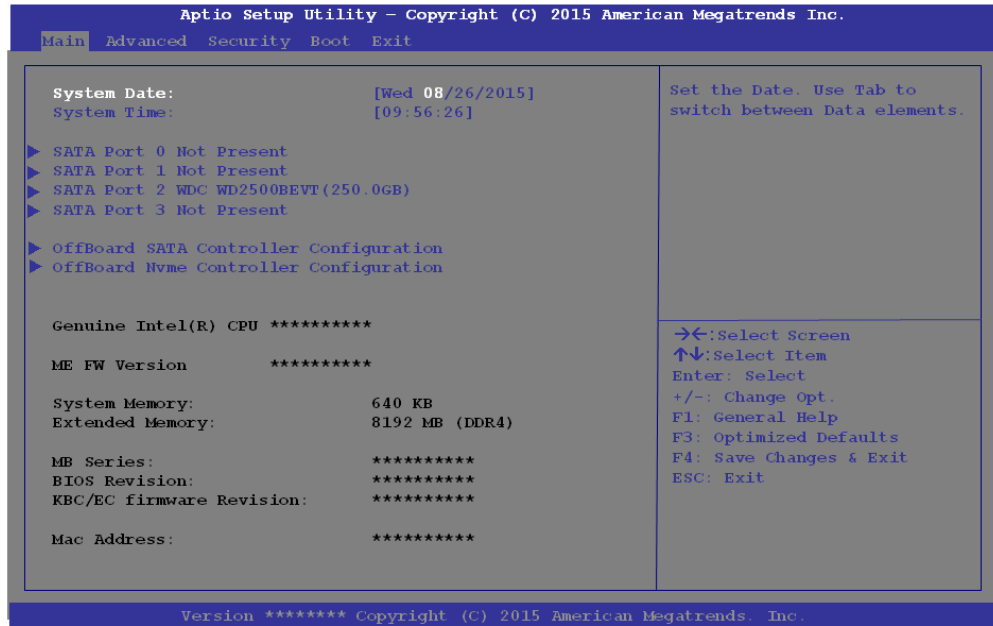 Aptio Setup Utility – Copyright (C) 2015 American Megatrends Inc.
Main Advanced Security Boot Exit
System Date: [Wed 08/26/2015]
System Time: [09:56:26]
SATA Port 0 Not Present
SATA Port 1 Not Present
SATA Port 2 WDC WD2500BEVT(250.0GB)
SATA Port 3 Not Present
OffBoard SATA Controller Configuration
OffBoard Nvme Controller Configuration
Genuine Intel(R) CPU **********
ME FW Version **********
System Memory: 640 KB
Extended Memory: 8192 MB (DDR4)
MB Series: **********
BIOS Revision: **********
KBC/EC firmware Revision: **********
Mac Address: **********
Set the Date. Use Tab to
switch between Data elements.
→←:Select Screen
↑↓:Select Item
Enter: Select
+/-: Change Opt.
F1: General Help
F3: Optimized Defaults
F4: Save Changes & Exit
ESC: Exit
Version ******** Copyright (C) 2015 American Megatrends. Inc.